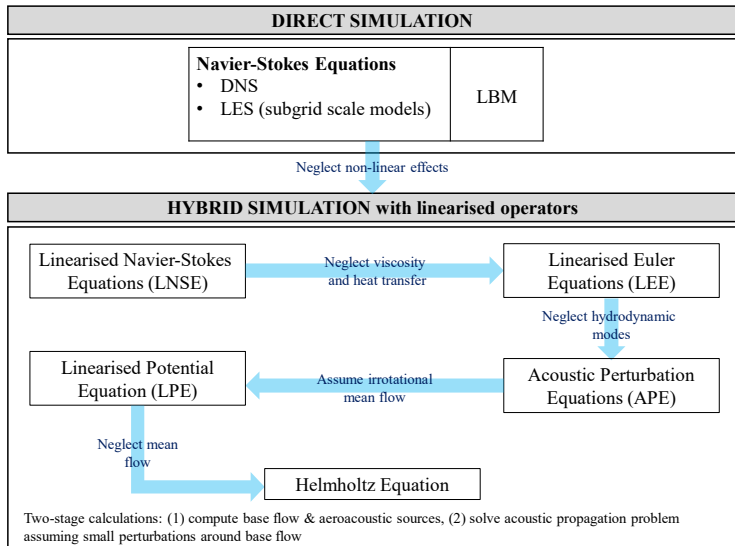 DIRECT SIMULATION
Navier-Stokes Equations
• DNS
• LES (subgrid scale models)
LBM
Neglect non-linear effects
HYBRID SIMULATION with linearised operators
Linearised Navier-Stokes
Equations (LNSE)
Neglect viscosity
and heat transfer
Linearised Euler
Equations (LEE)
Neglect hydrodynamic
modes
Acoustic Perturbation
Equations (APE)
Assume irrotational
mean flow
Linearised Potential
Equation (LPE)
Neglect mean
flow
Helmholtz Equation
Two-stage calculations: (1) compute base flow & aeroacoustic sources, (2) solve acoustic propagation problem
assuming small perturbations around base flow